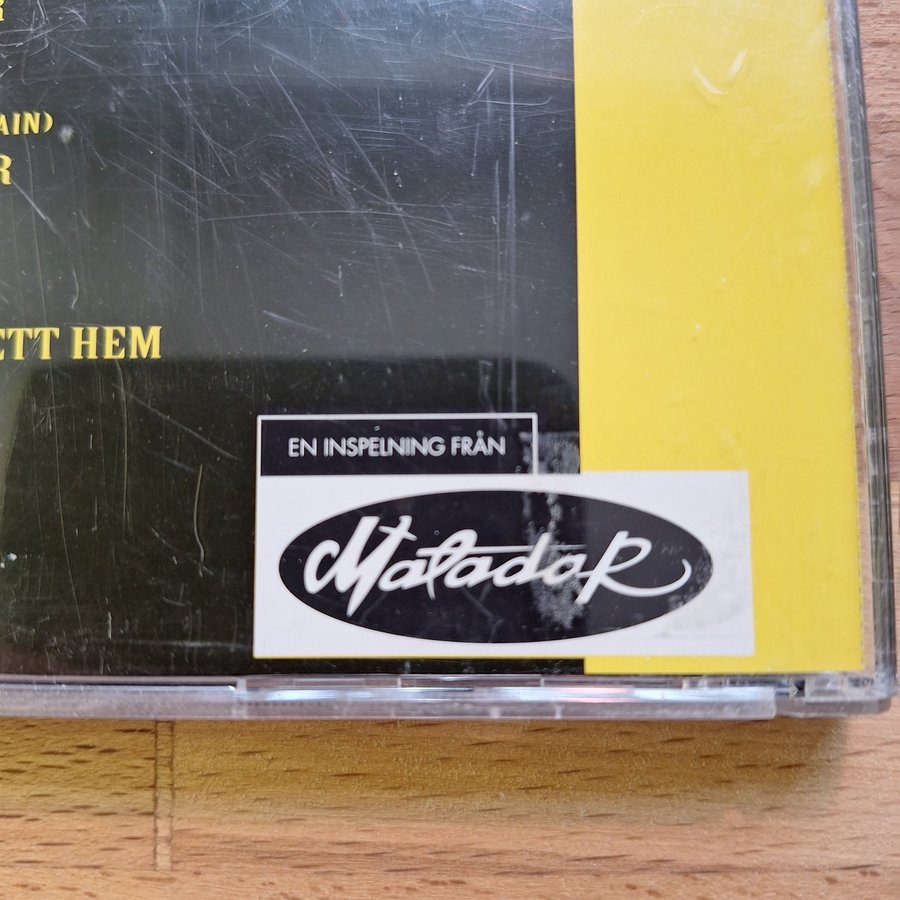 R
AIN)
R
ETT HEM
EN INSPELNING FRÅN
Matador